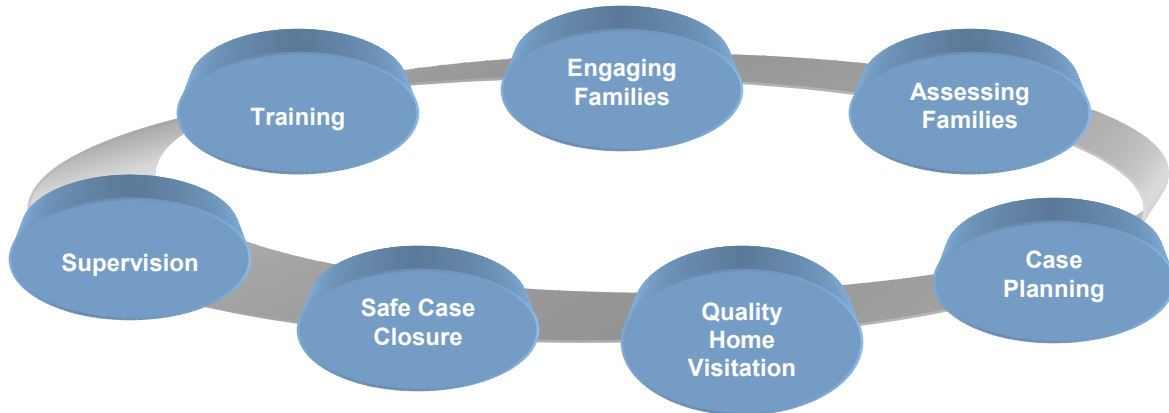 Training
Engaging
Families
Assessing
Families
Case
Planning
Quality
Home
Visitation
Safe Case
Closure
Supervision